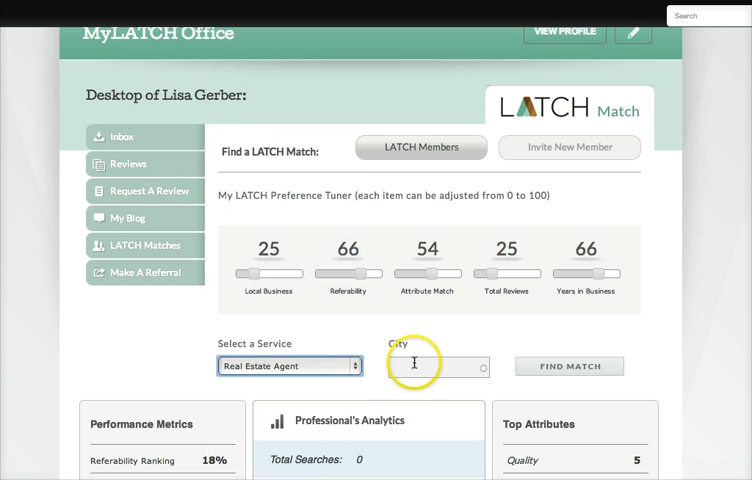 Search
MyLATCH Office
VIEW PROFILE
Desktop of Lisa Gerber:
LATCH Match
Inbox
Reviews
Request A Review
My Blog
LATCH Matches
Make A Referral
Find a LATCH Match:
LATCH Members
Invite New Member
My LATCH Preference Tuner (each item can be adjusted from 0 to 100)
25 66 54 25 66
Local Business Referability Attribute Match Total Reviews Years in Business
Select a Service
City
Real Estate Agent
FIND MATCH
Performance Metrics
Referability Ranking 18%
Professional's Analytics
Total Searches: 0
Top Attributes
Quality 5